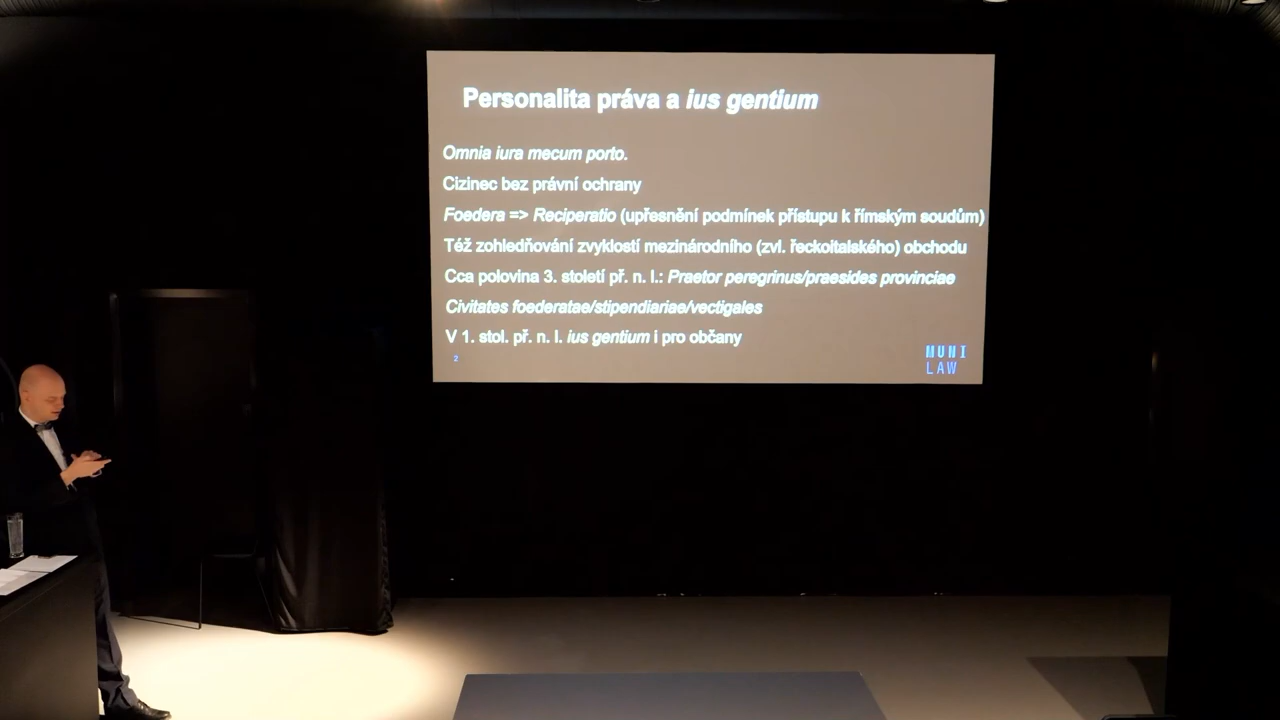 Personalita práva a ius gentium
Omnia iura mecum porto.
Cizinec bez právní ochrany
Foedera => Reciperatio (upřesnění podmínek přístupu k římským soudům)
Též zohledňování zvyklostí mezinárodního (zvl. řeckoitalského) obchodu
Cca polovina 3. století př. n. l.: Praetor peregrinus/praesides provinciae
Civitates foederatae/stipendiariae/vectigales
V 1. stol. př. n. l. ius gentium i pro občany
2
MUNI
LAW